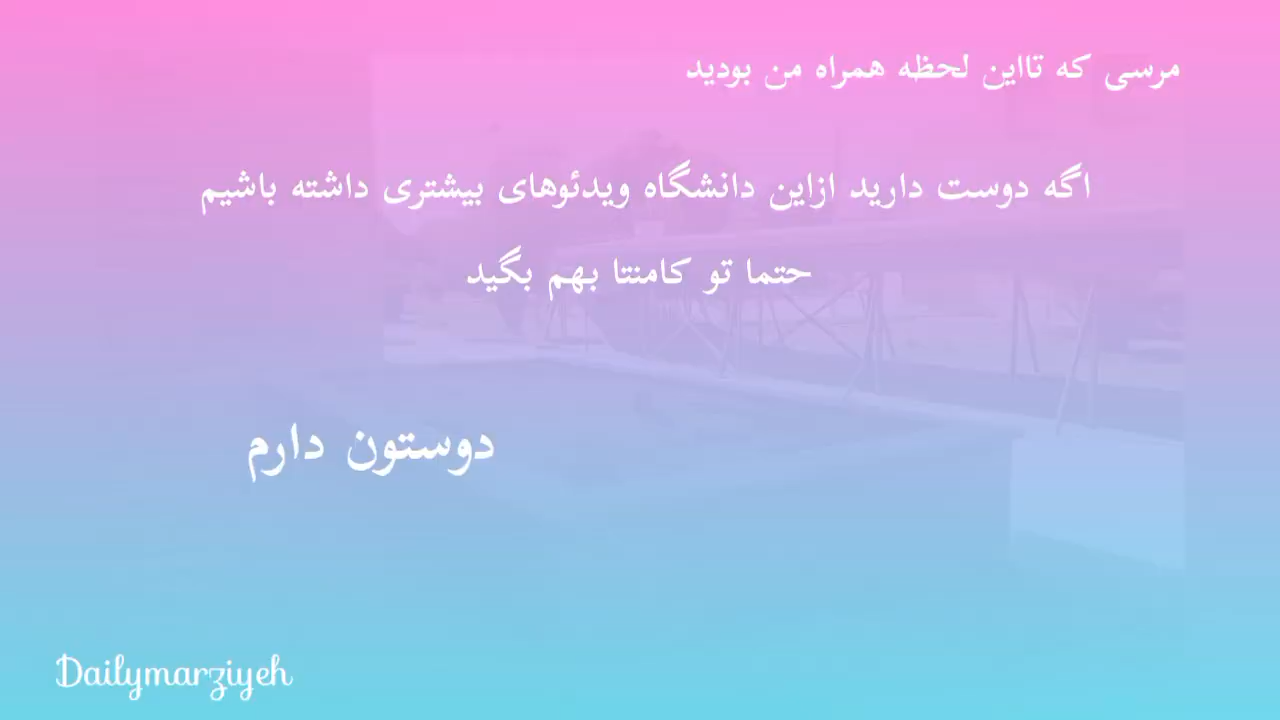 مرسی که تااین لحظه همراه من بودید
اگه دوست دارید ازاین دانشگاه ویدئوهای بیشتری داشته باشیم
حتما تو کامنتا بهم بگید
دوستون دارم
Dailymarziyeh